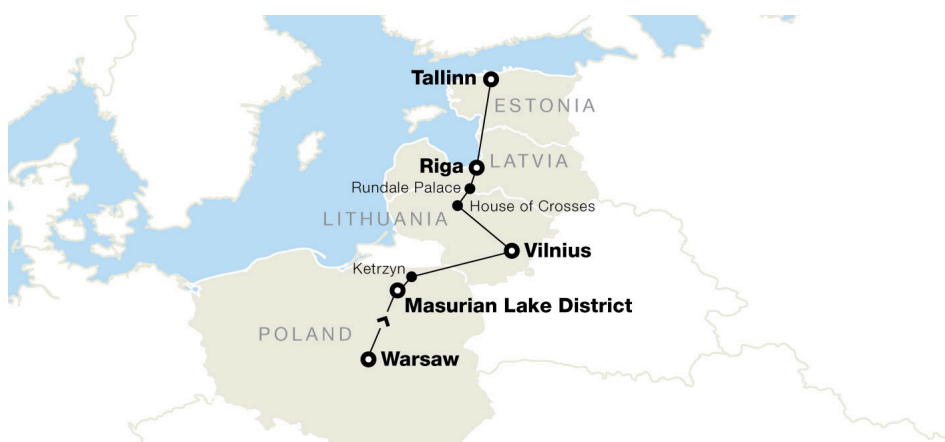 Tallinn
ESTONIA
Riga
LATVIA
Rundale Palace
House of Crosses
LITHUANIA
Vilnius
Ketrzyn
Masurian Lake District
POLAND
Warsaw